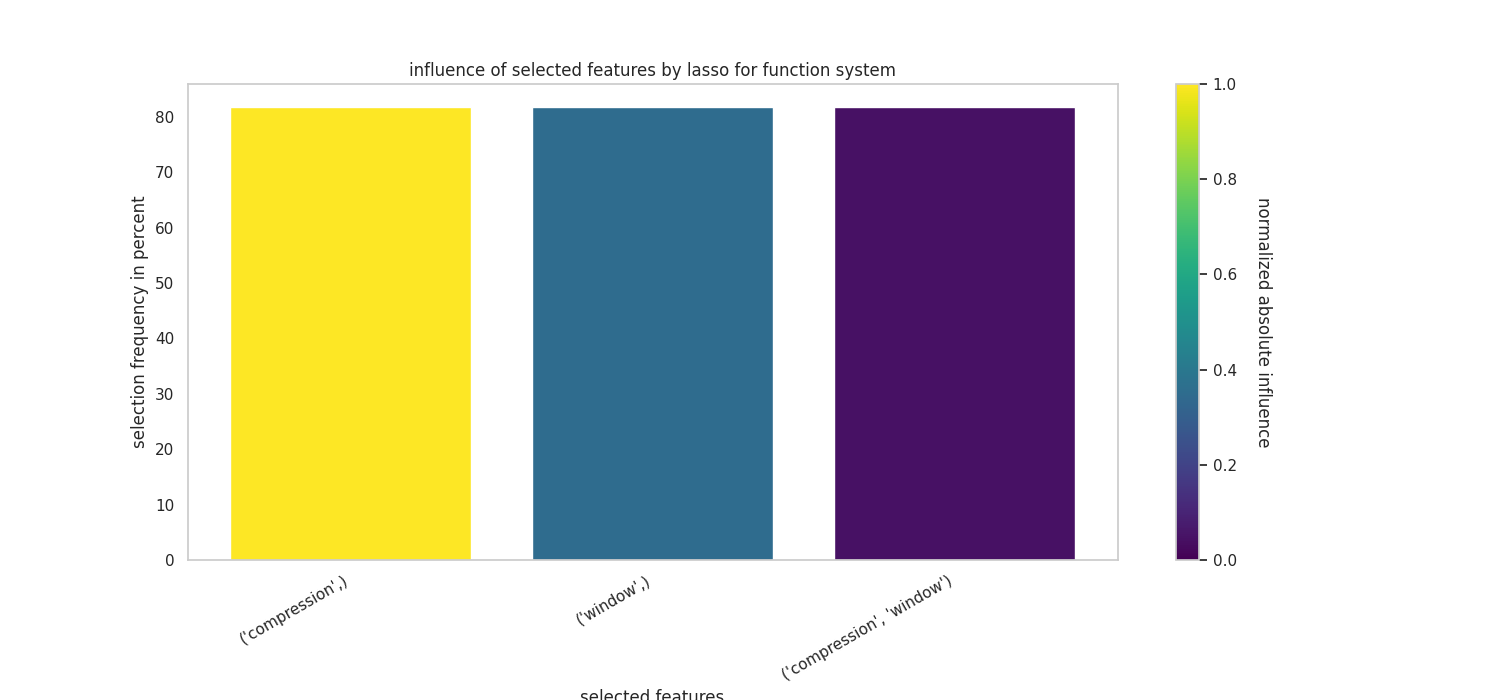 influence of selected features by lasso for function system
selection frequency in percent
80
70
60
50
40
30
20
10
0
('compression',)
('window',)
('compression', 'window')
selected features
1.0
0.8
0.6
0.4
0.2
0.0
normalized absolute influence